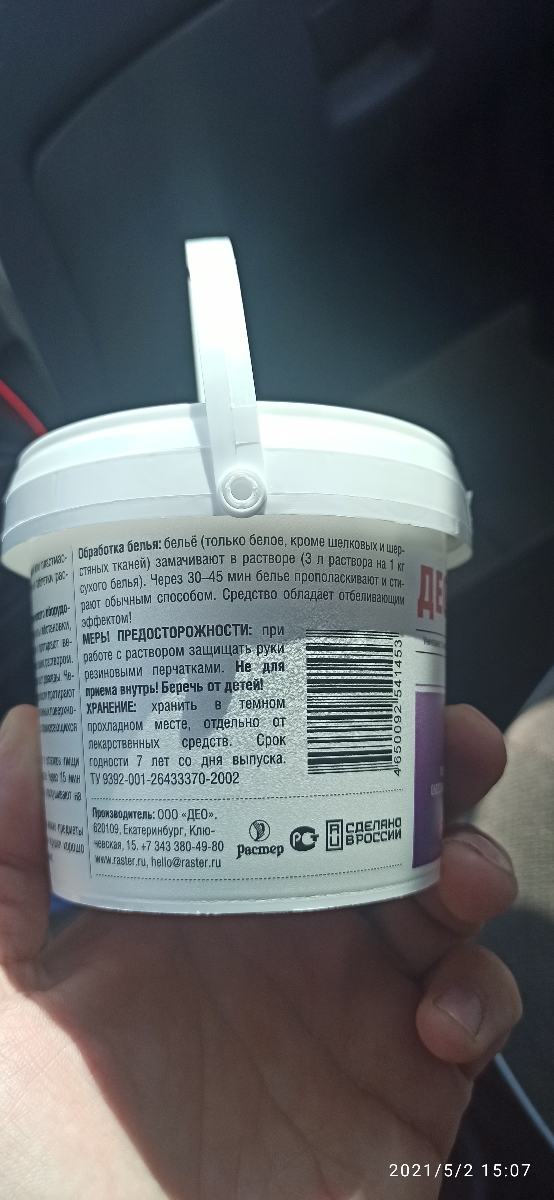 Обработка белья: бельё (только белое, кроме шелковых и шер-
стяных тканей) замачивают в растворе (3 л раствора на 1 кг
сухого белья). Через 30–45 мин белье прополаскивают и сти-
рают обычным способом. Средство обладает отбеливающим
эффектом!
МЕРЫ ПРЕДОСТОРОЖНОСТИ: при
работе с раствором защищать руки
резиновыми перчатками. Не для
приема внутрь! Беречь от детей!
ХРАНЕНИЕ: хранить в темном
прохладном месте, отдельно от
лекарственных средств. Срок
годности 7 лет со дня выпуска.
ТУ 9392-001-26433370-2002
4650092541453
Производитель: ООО «ДЕО».
620109, Екатеринбург, Клю-
чевская, 15. +7 343 380-49-80
www.raster.ru, hello@raster.ru
Растер
РСТ
СДЕЛАНО
В РОССИИ
ДЕ
15 мин
2021/5/2 15:07